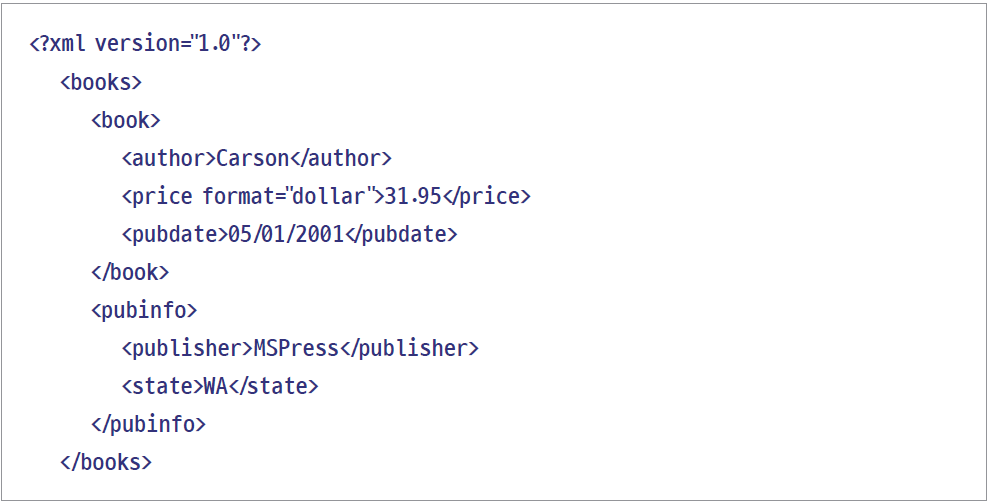 <?xml version="1.0"?>
<books>
<book>
<author>Carson</author>
<price format="dollar">31.95</price>
<pubdate>05/01/2001</pubdate>
</book>
<pubinfo>
<publisher>MSPress</publisher>
<state>WA</state>
</pubinfo>
</books>